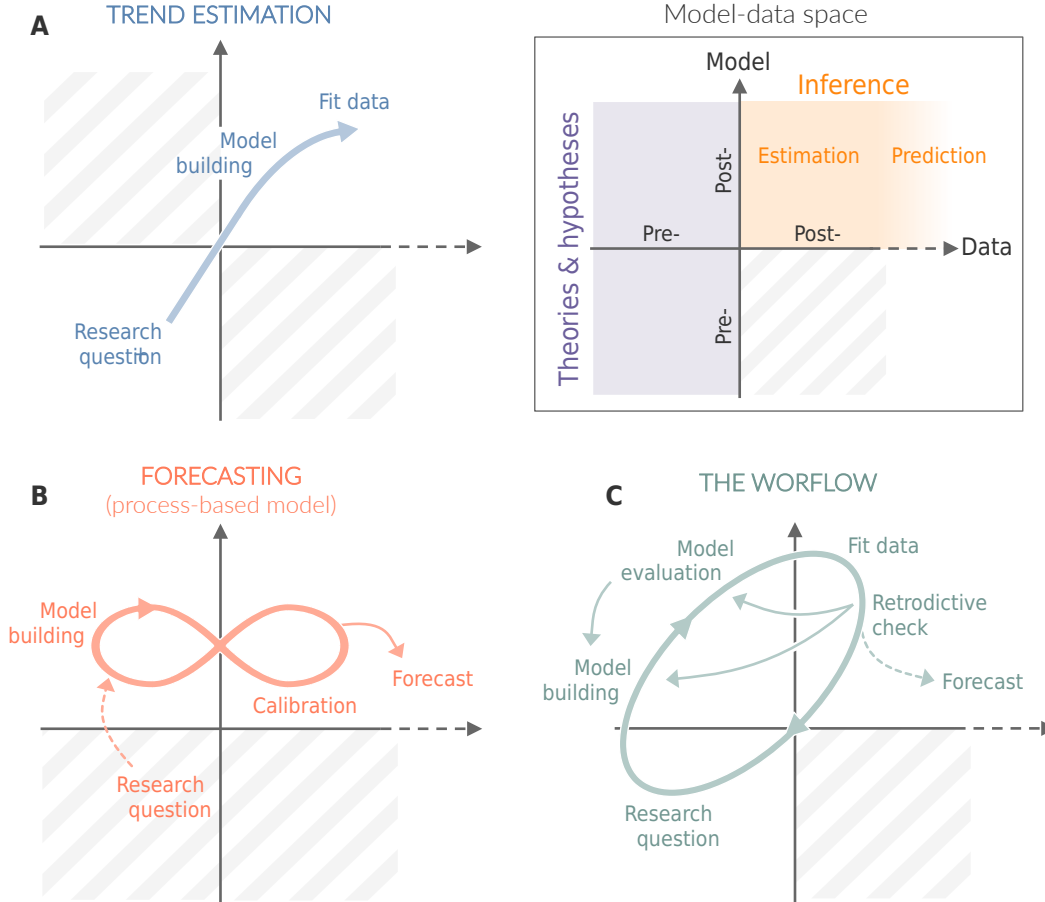 A
TREND ESTIMATION
Fit data
Model
building
Research
question
Model-data space
Model
Inference
Theories & hypotheses
Post-
Estimation
Prediction
Pre-
Post-
Data
Pre-
B
FORECASTING
(process-based model)
Model
building
Forecast
Calibration
Research
question
C
THE WORFLOW
Model
evaluation
Fit data
Retrodictive
check
Model
building
Forecast
Research
question